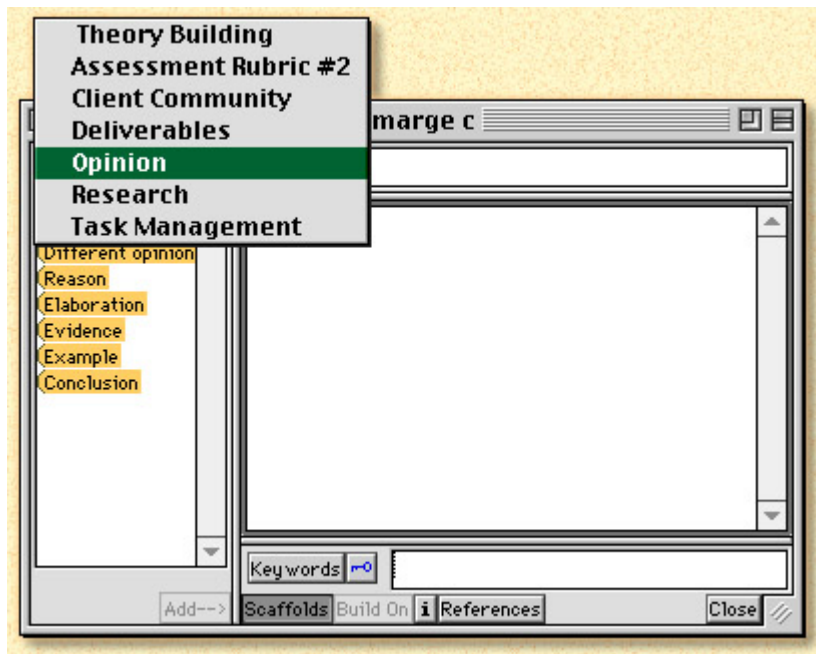 Theory Building
Assessment Rubric #2
Client Community
Deliverables
Opinion
Research
Task Management
marge c
Different opinion
Reason
Elaboration
Evidence
Example
Conclusion
Keywords
Add-->
Scaffolds Build On i References Close